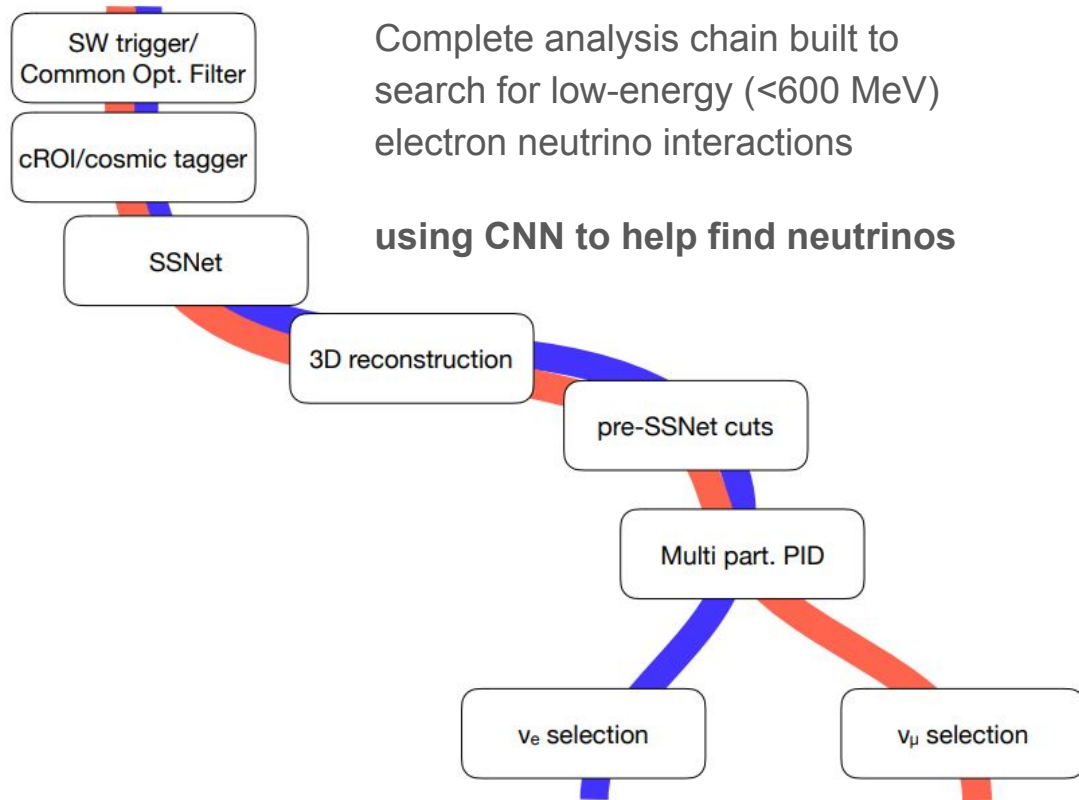 SW trigger/
Common Opt. Filter
Complete analysis chain built to
search for low-energy (<600 MeV)
electron neutrino interactions
using CNN to help find neutrinos
cROI/cosmic tagger
SSNet
3D reconstruction
pre-SSNet cuts
Multi part. PID
νe selection
νμ selection